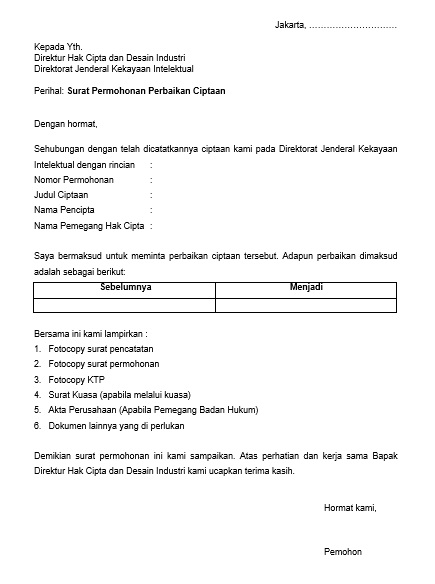 Jakarta, ..............................
Kepada Yth.
Direktur Hak Cipta dan Desain Industri
Direktorat Jenderal Kekayaan Intelektual
Perihal: Surat Permohonan Perbaikan Ciptaan
Dengan hormat,
Sehubungan dengan telah dicatatkannya ciptaan kami pada Direktorat Jenderal Kekayaan
Intelektual dengan rincian :
Nomor Permohonan :
Judul Ciptaan :
Nama Pencipta :
Nama Pemegang Hak Cipta :
Saya bermaksud untuk meminta perbaikan ciptaan tersebut. Adapun perbaikan dimaksud
adalah sebagai berikut:
Sebelumnya Menjadi
Bersama ini kami lampirkan :
1. Fotocopy surat pencatatan
2. Fotocopy surat permohonan
3. Fotocopy KTP
4. Surat Kuasa (apabila melalui kuasa)
5. Akta Perusahaan (Apabila Pemegang Badan Hukum)
6. Dokumen lainnya yang di perlukan
Demikian surat permohonan ini kami sampaikan. Atas perhatian dan kerja sama Bapak
Direktur Hak Cipta dan Desain Industri kami ucapkan terima kasih.
Hormat kami,
Pemohon